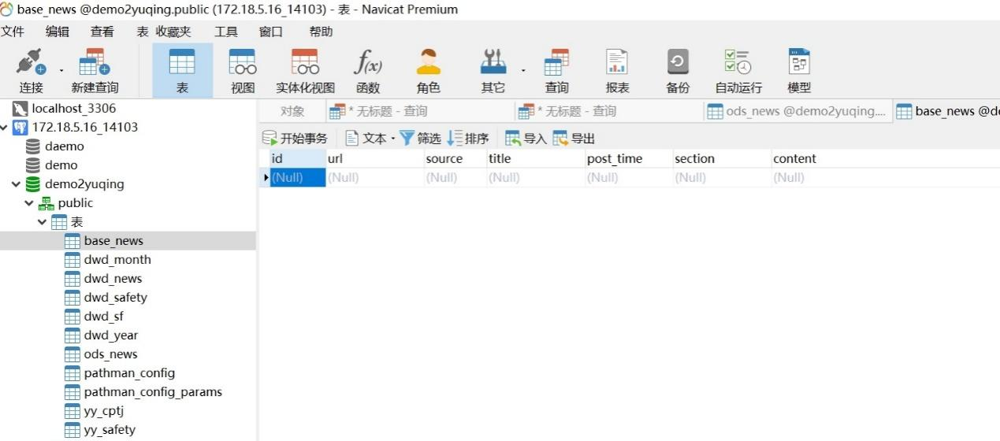 base_news @demo2yuqing.public (172.18.5.16_14103) - 表 - Navicat Premium
文件 编辑 查看 表 收藏夹 工具 窗口 帮助
连接 新建查询 表 视图 实体化视图 f(x) 函数 角色 其它 查询 报表 备份 自动运行 模型
localhost_3306
172.18.5.16_14103
daemo
demo
demo2yuqing
public
表
base_news
dwd_month
dwd_news
dwd_safety
dwd_sf
dwd_year
ods_news
pathman_config
pathman_config_params
yy_cptj
yy_safety
对象 * 无标题 - 查询 * 无标题 - 查询 ods_news @demo2yuqing.... base_news @de
开始事务 文本 筛选 排序 导入 导出
id url source title post_time section content
(Null) (Null) (Null) (Null) (Null) (Null) (Null)